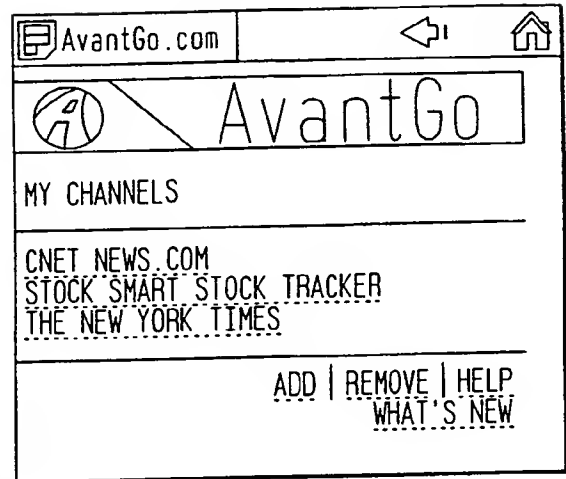 AvantGo.com
AvantGo
MY CHANNELS
CNET NEWS.COM
STOCK SMART STOCK TRACKER
THE NEW YORK TIMES
ADD | REMOVE | HELP
WHAT'S NEW